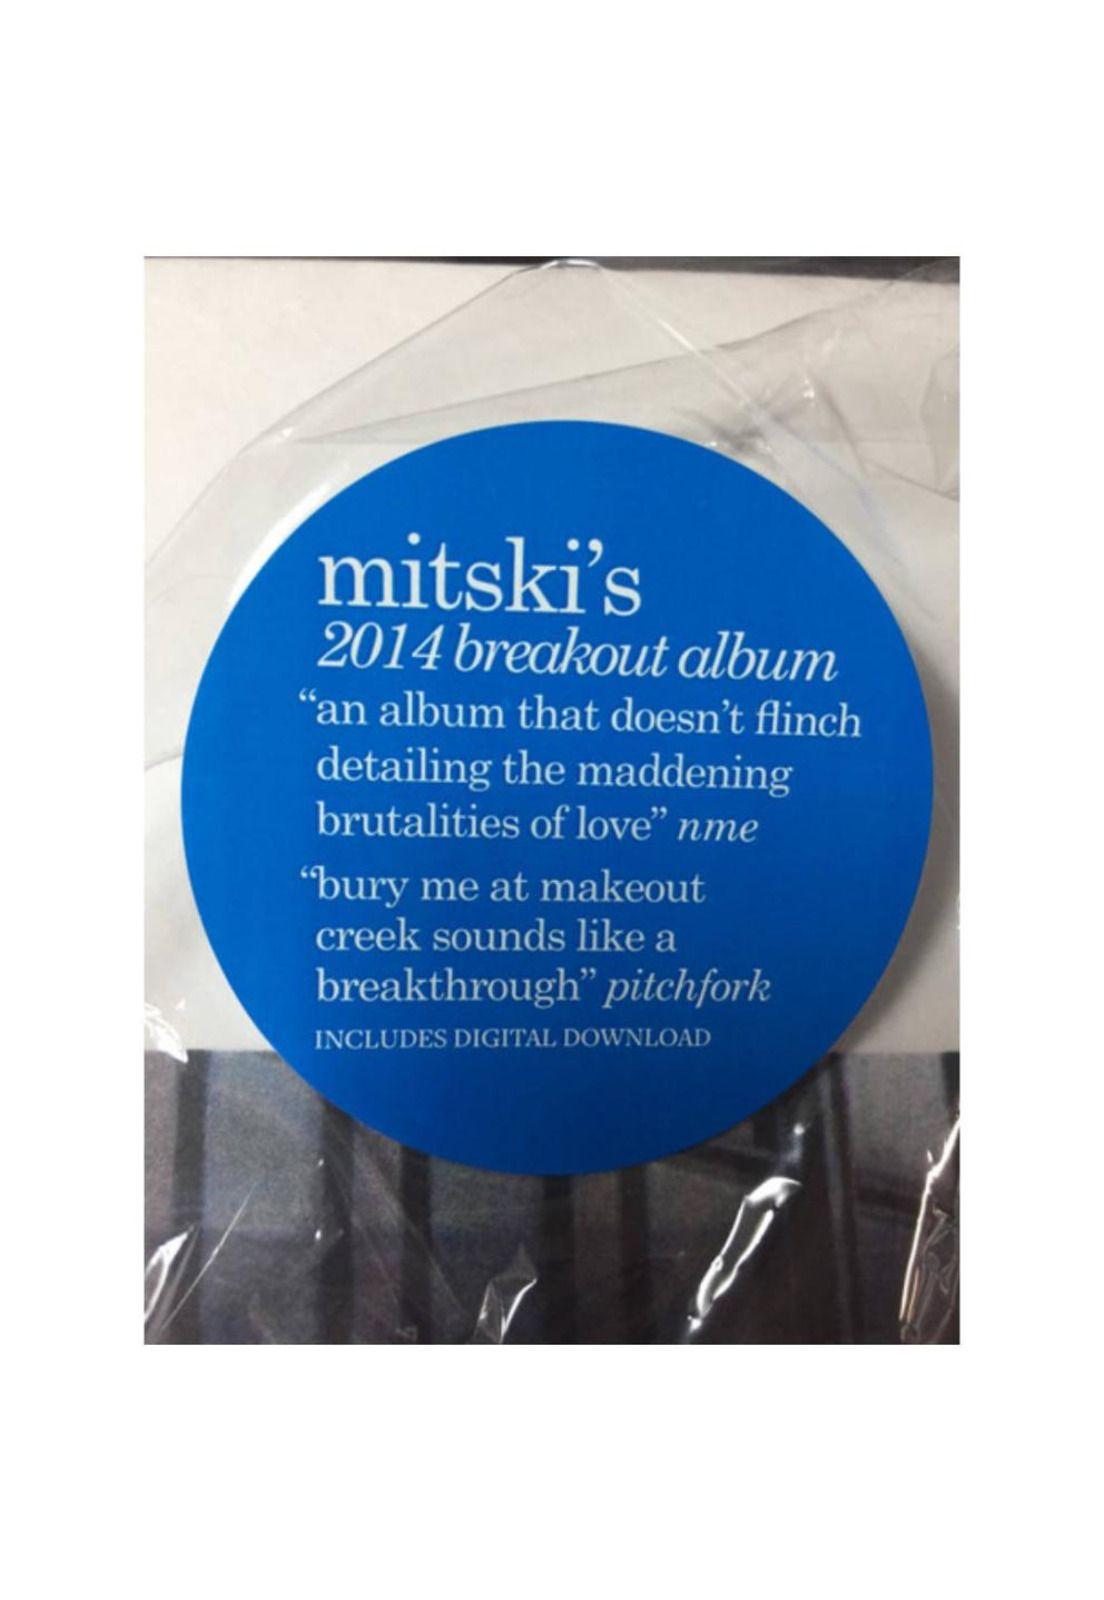 mitski’s
2014 breakout album
“an album that doesn’t flinch
detailing the maddening
brutalities of love” nme
“bury me at makeout
creek sounds like a
breakthrough” pitchfork
INCLUDES DIGITAL DOWNLOAD